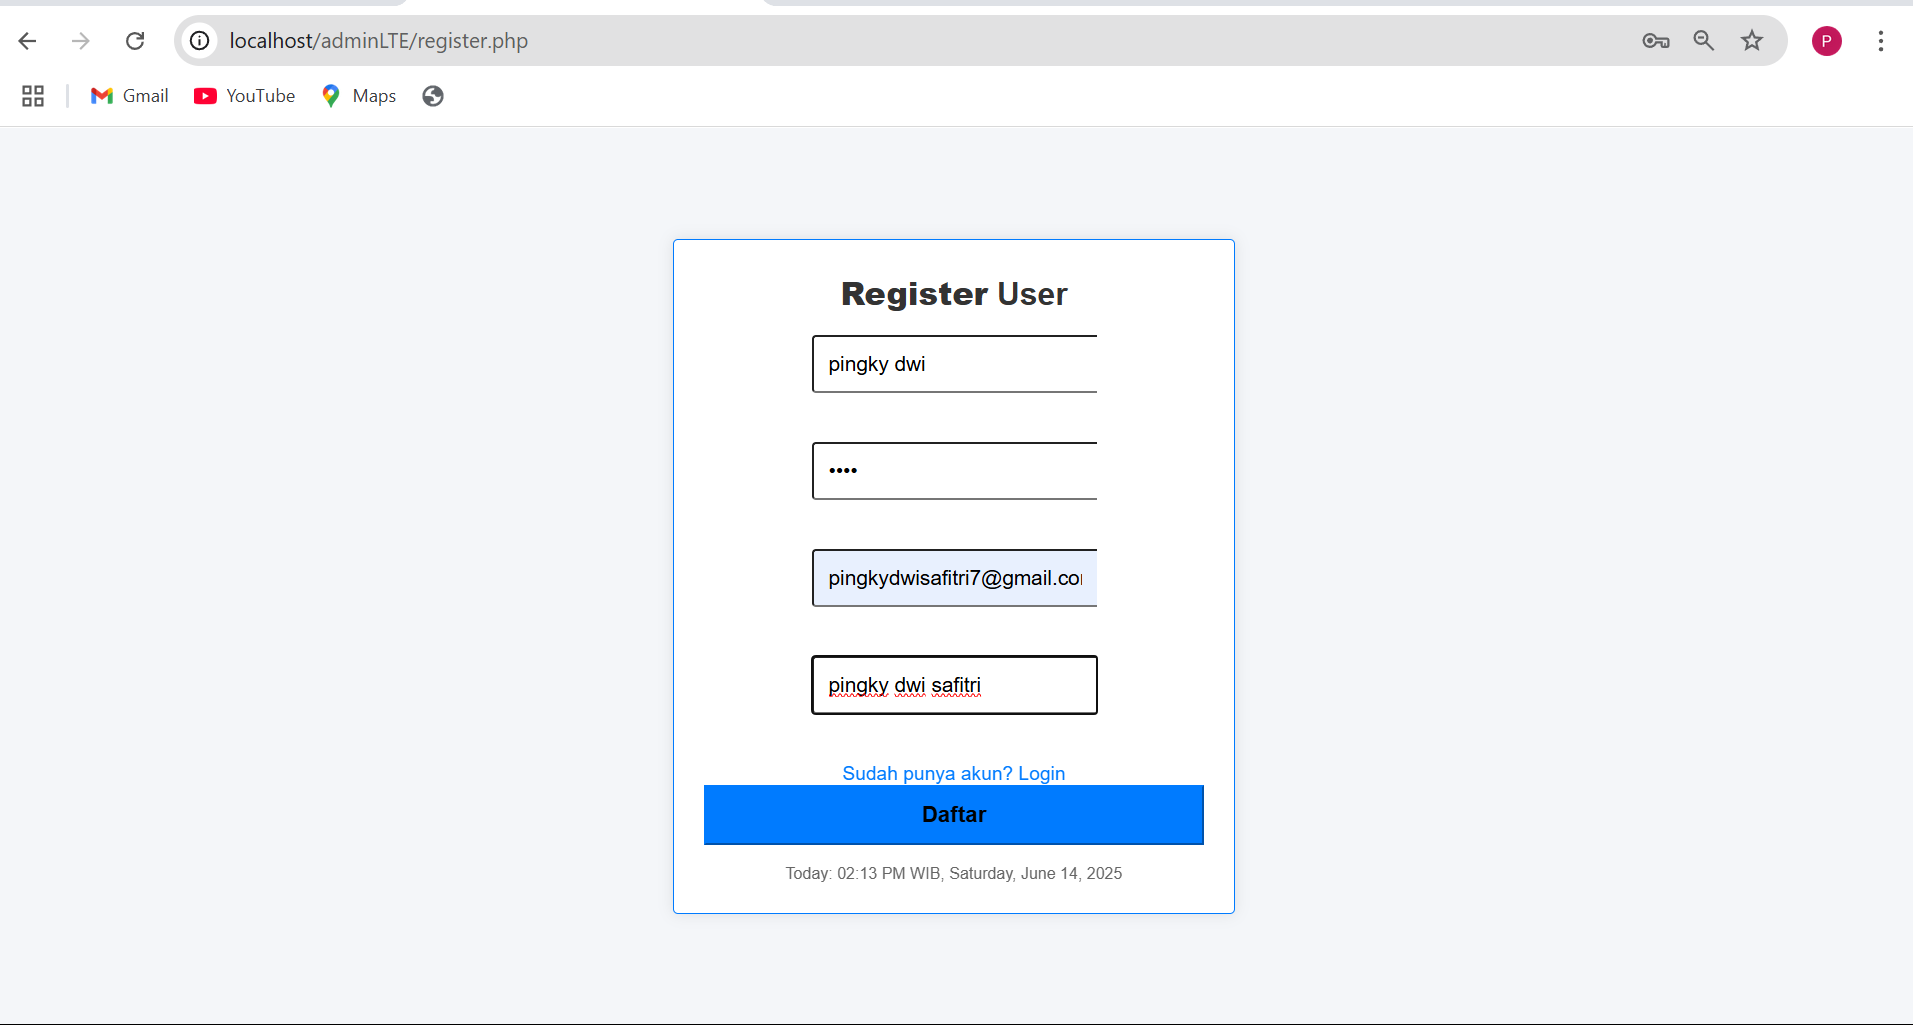 localhost/adminLTE/register.php
P
Gmail YouTube Maps
Register User
pingky dwi
••••
pingkydwisafitri7@gmail.co
pingky dwi safitri
Sudah punya akun? Login
Daftar
Today: 02:13 PM WIB, Saturday, June 14, 2025